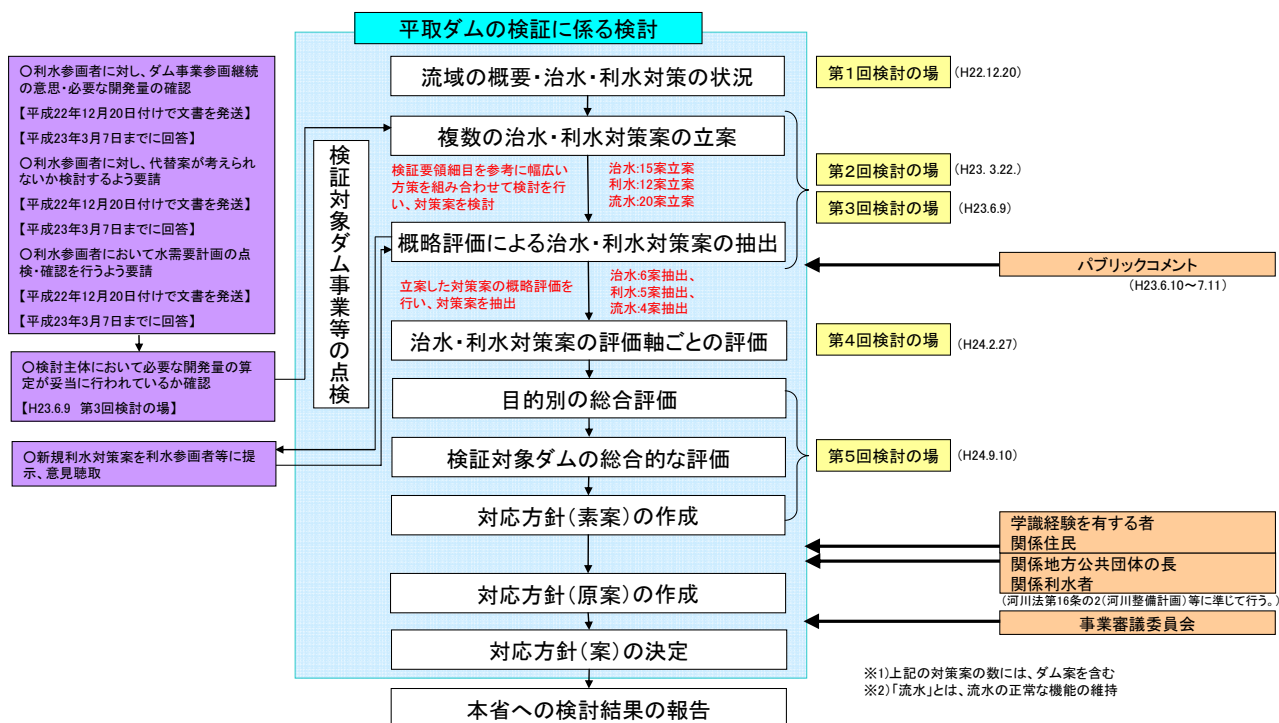 平取ダムの検証に係る検討
〇利水参画者に対し、ダム事業参画継続
の意思・必要な開発量の確認
【平成22年12月20日付けで文書を発送】
【平成23年3月7日までに回答】
〇利水参画者に対し、代替案が考えられ
ないか検討するよう要請
【平成22年12月20日付けで文書を発送】
【平成23年3月7日までに回答】
〇利水参画者において水需要計画の点
検・確認を行うよう要請
【平成22年12月20日付けで文書を発送】
【平成23年3月7日までに回答】
〇検討主体において必要な開発量の算
定が妥当に行われているか確認
【H23.6.9 第3回検討の場】
〇新規利水対策案を利水参画者等に提
示、意見聴取
検証対象ダム事業等の点検
流域の概要・治水・利水対策の状況
複数の治水・利水対策案の立案
検証要領細目を参考に幅広い
方策を組み合わせて検討を行
い、対策案を検討
治水:15案立案
利水:12案立案
流水:20案立案
概略評価による治水・利水対策案の抽出
立案した対策案の概略評価を
行い、対策案を抽出
治水:6案抽出、
利水:5案抽出、
流水:4案抽出
治水・利水対策案の評価軸ごとの評価
目的別の総合評価
検証対象ダムの総合的な評価
対応方針(素案)の作成
対応方針(原案)の作成
対応方針(案)の決定
本省への検討結果の報告
第1回検討の場 (H22.12.20)
第2回検討の場 (H23. 3.22.)
第3回検討の場 (H23.6.9)
パブリックコメント
(H23.6.10～7.11)
第4回検討の場 (H24.2.27)
第5回検討の場 (H24.9.10)
学識経験を有する者
関係住民
関係地方公共団体の長
関係利水者
(河川法第16条の2(河川整備計画)等に準じて行う。)
事業審議委員会
※1)上記の対策案の数には、ダム案を含む
※2)「流水」とは、流水の正常な機能の維持